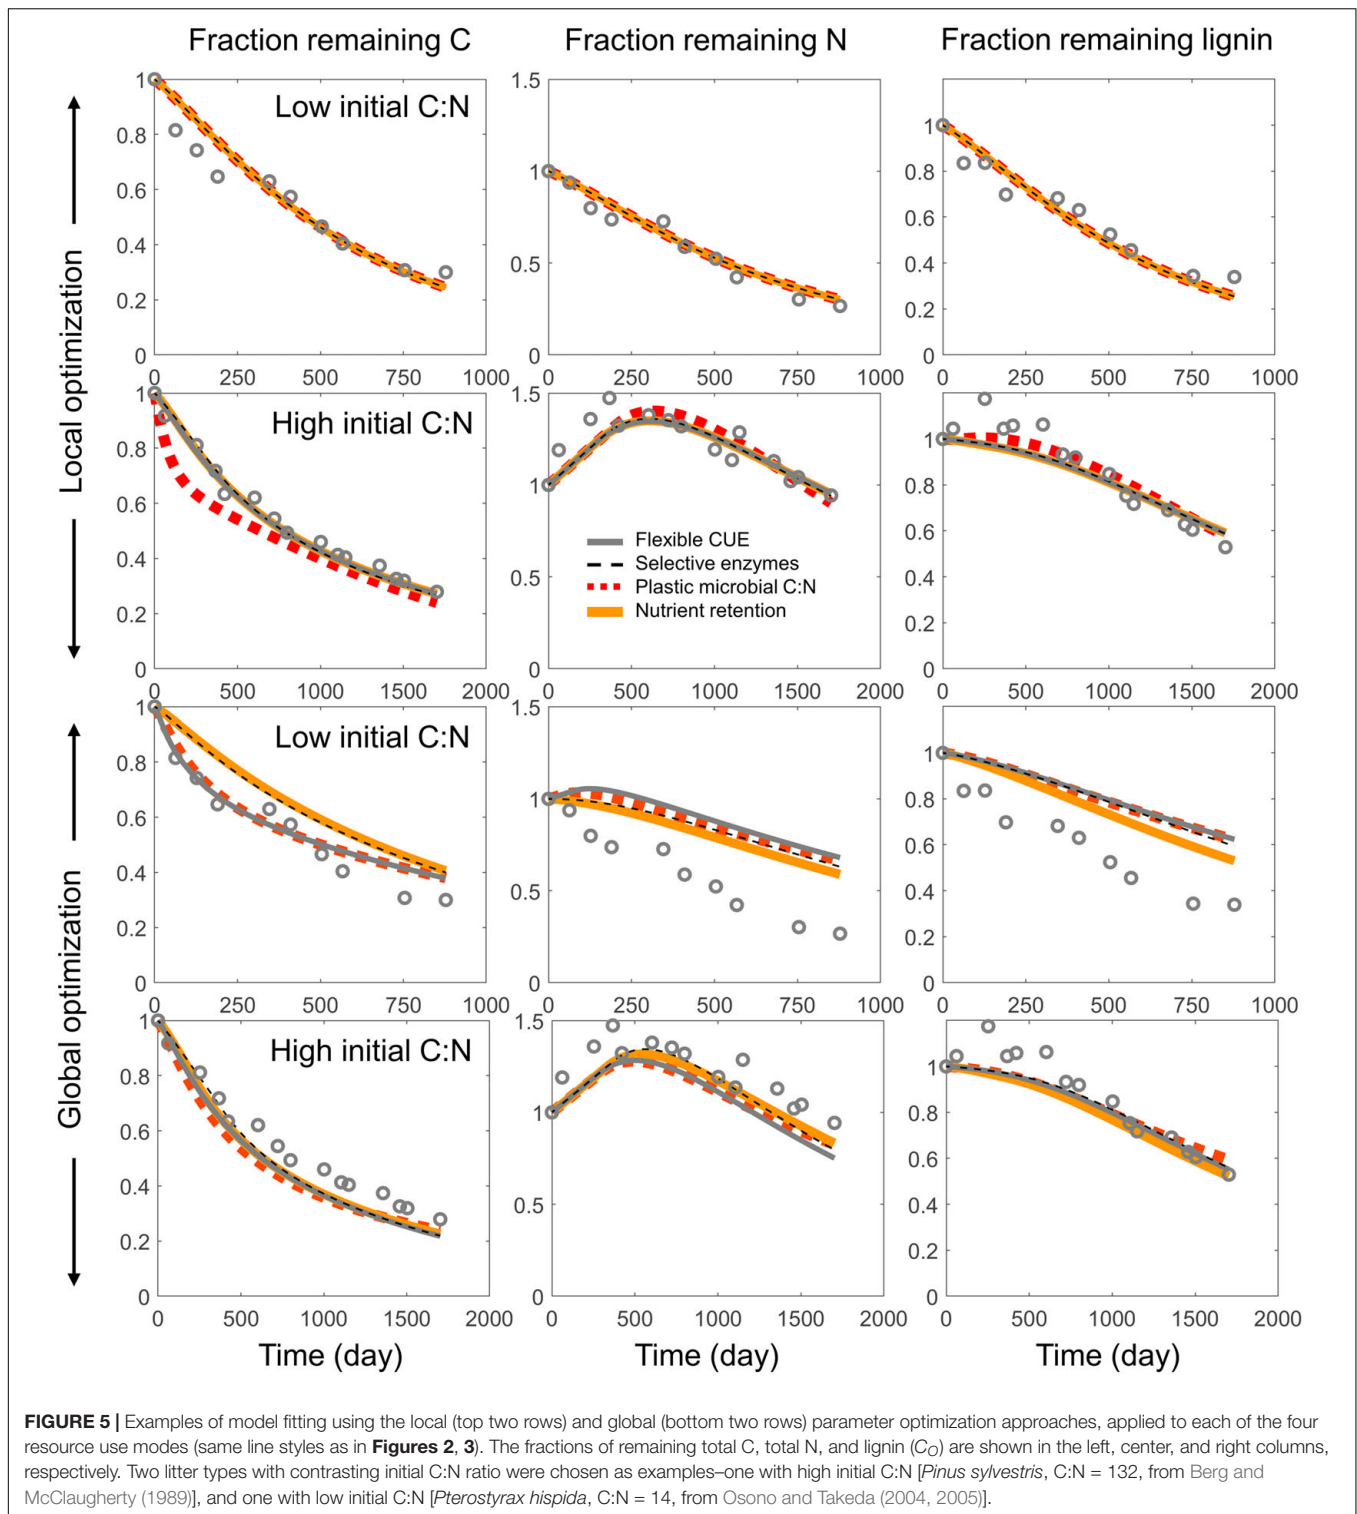 Fraction remaining C
Fraction remaining N
Fraction remaining lignin
Local optimization
Low initial C:N
1
0.8
0.6
0.4
0.2
0
0 250 500 750 1000
1.5
1
0.5
0
0 250 500 750 1000
1
0.8
0.6
0.4
0.2
0
0 250 500 750 1000
High initial C:N
1
0.8
0.6
0.4
0.2
0
0 500 1000 1500 2000
1.5
1
0.5
0
0 500 1000 1500 2000
Flexible CUE
Selective enzymes
Plastic microbial C:N
Nutrient retention
1
0.8
0.6
0.4
0.2
0
0 500 1000 1500 2000
Global optimization
Low initial C:N
1
0.8
0.6
0.4
0.2
0
0 250 500 750 1000
1.5
1
0.5
0
0 250 500 750 1000
1
0.8
0.6
0.4
0.2
0
0 250 500 750 1000
High initial C:N
1
0.8
0.6
0.4
0.2
0
0 500 1000 1500 2000
Time (day)
1.5
1
0.5
0
0 500 1000 1500 2000
Time (day)
1
0.8
0.6
0.4
0.2
0
0 500 1000 1500 2000
Time (day)
FIGURE 5 | Examples of model fitting using the local (top two rows) and global (bottom two rows) parameter optimization approaches, applied to each of the four
resource use modes (same line styles as in Figures 2, 3). The fractions of remaining total C, total N, and lignin (CO) are shown in the left, center, and right columns,
respectively. Two litter types with contrasting initial C:N ratio were chosen as examples–one with high initial C:N [Pinus sylvestris, C:N = 132, from Berg and
McClaugherty (1989)], and one with low initial C:N [Pterostyrax hispida, C:N = 14, from Osono and Takeda (2004, 2005)].